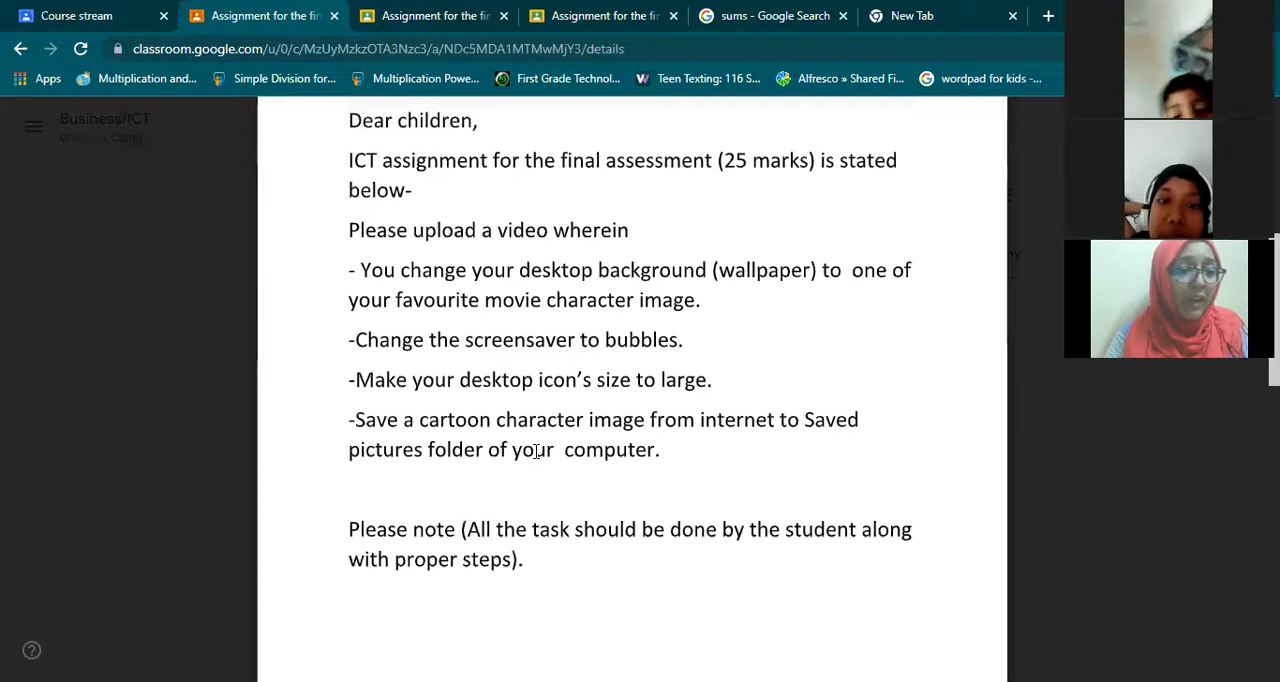 Course stream
Assignment for the fir
Assignment for the fir
Assignment for the fir
sums - Google Search
New Tab
classroom.google.com/u/0/c/MzUyMzkzOTA3Nzc3/a/NDc5MDA1MTMwMjY3/details
Apps
Multiplication and...
Simple Division for...
Multiplication Powe...
First Grade Technol...
Teen Texting: 116 S...
Alfresco » Shared Fi...
wordpad for kids -...
Business/ICT
Dear children,
ICT assignment for the final assessment (25 marks) is stated
below-
Please upload a video wherein
- You change your desktop background (wallpaper) to one of
your favourite movie character image.
-Change the screensaver to bubbles.
-Make your desktop icon's size to large.
-Save a cartoon character image from internet to Saved
pictures folder of your computer.
Please note (All the task should be done by the student along
with proper steps).